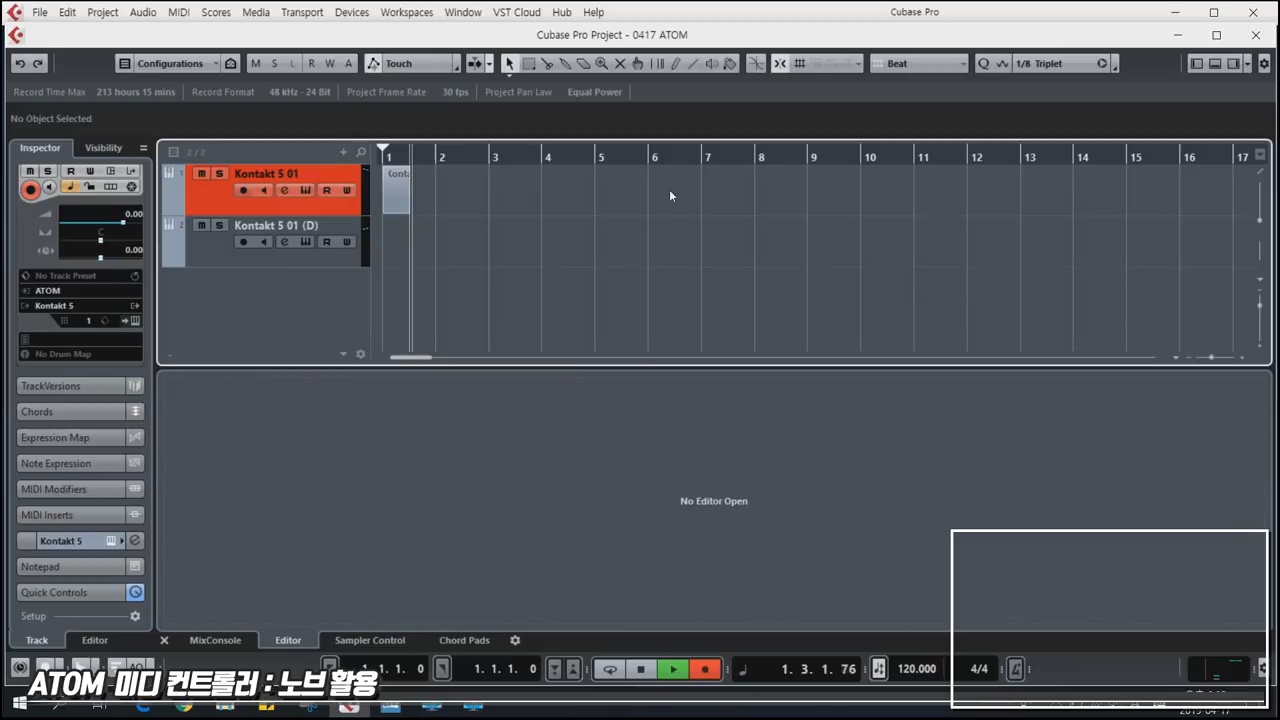 File Edit Project Audio MIDI Scores Media Transport Devices Workspaces Window VST Cloud Hub Help Cubase Pro
Cubase Pro Project - 0417 ATOM
Configurations M S L R W A Touch Beat Q 1/8 Triplet
Record Time Max 213 hours 15 mins Record Format 48 kHz - 24 Bit Project Frame Rate 30 fps Project Pan Law Equal Power
No Object Selected
Inspector Visibility 2 / 2 1 2 3 4 5 6 7 8 9 10 11 12 13 14 15 16 17
m S R W 1 m S Kontakt 5 01
R W
0.00
C
0.00
2 m S Kontakt 5 01 (D)
R W
No Track Preset
ATOM
Kontakt 5
1
No Drum Map
TrackVersions
Chords
Expression Map
Note Expression
MIDI Modifiers
MIDI Inserts
Kontakt 5
Notepad
Quick Controls
Setup
No Editor Open
Track Editor MixConsole Editor Sampler Control Chord Pads
1. 1. 1. 0 1. 1. 1. 0 1. 3. 1. 76 120.000 4/4
ATOM 미디 컨트롤러 : 노브 활용
2019-04-17